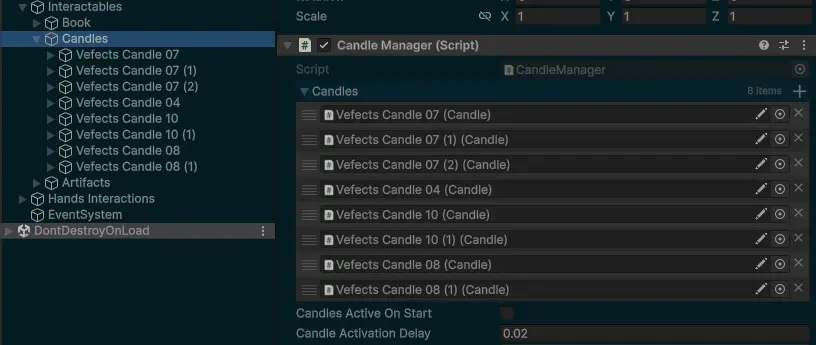 Interactables
Book
Candles
Vefects Candle 07
Vefects Candle 07 (1)
Vefects Candle 07 (2)
Vefects Candle 04
Vefects Candle 10
Vefects Candle 10 (1)
Vefects Candle 08
Vefects Candle 08 (1)
Artifacts
Hands Interactions
EventSystem
DontDestroyOnLoad
Scale X 1 Y 1 Z 1
# Candle Manager (Script)
Script # CandleManager
Candles 8 items
# Vefects Candle 07 (Candle)
# Vefects Candle 07 (1) (Candle)
# Vefects Candle 07 (2) (Candle)
# Vefects Candle 04 (Candle)
# Vefects Candle 10 (Candle)
# Vefects Candle 10 (1) (Candle)
# Vefects Candle 08 (Candle)
# Vefects Candle 08 (1) (Candle)
Candles Active On Start
Candle Activation Delay 0.02